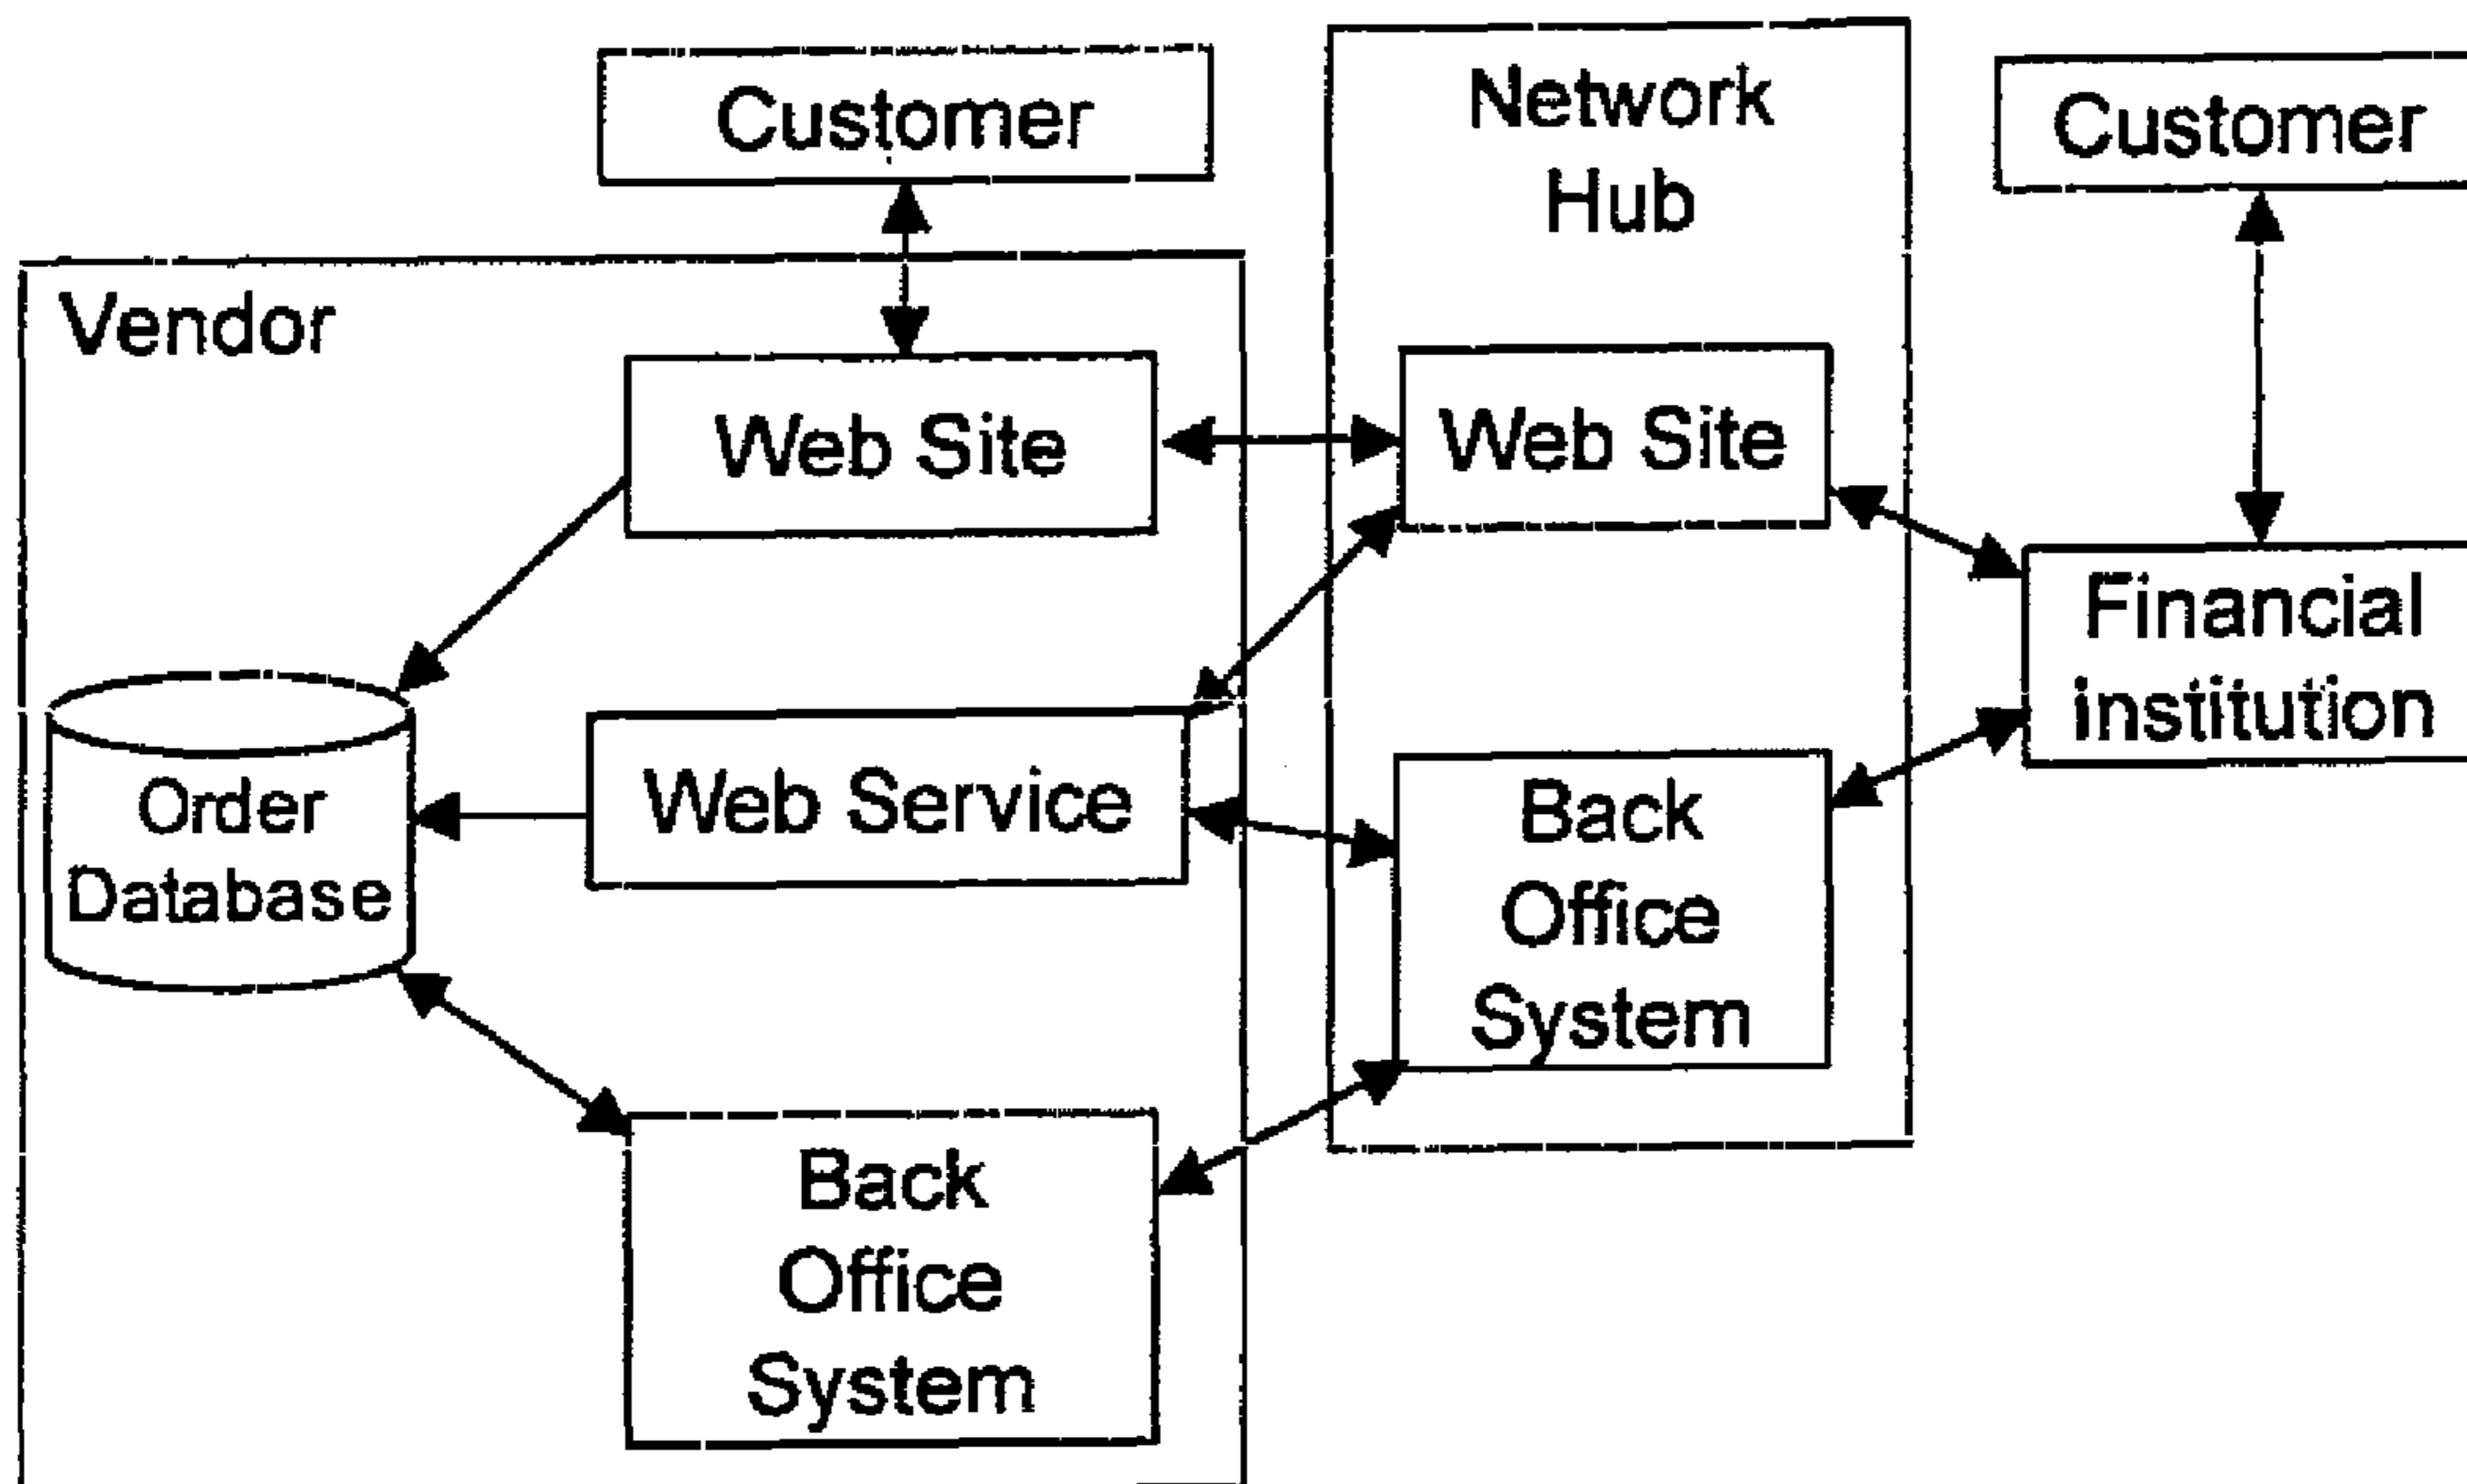 Customer
Network
Hub
Customer
Vendor
Web Site
Web Site
Financial
institution
Order
Database
Web Service
Back
Office
System
Back
Office
System